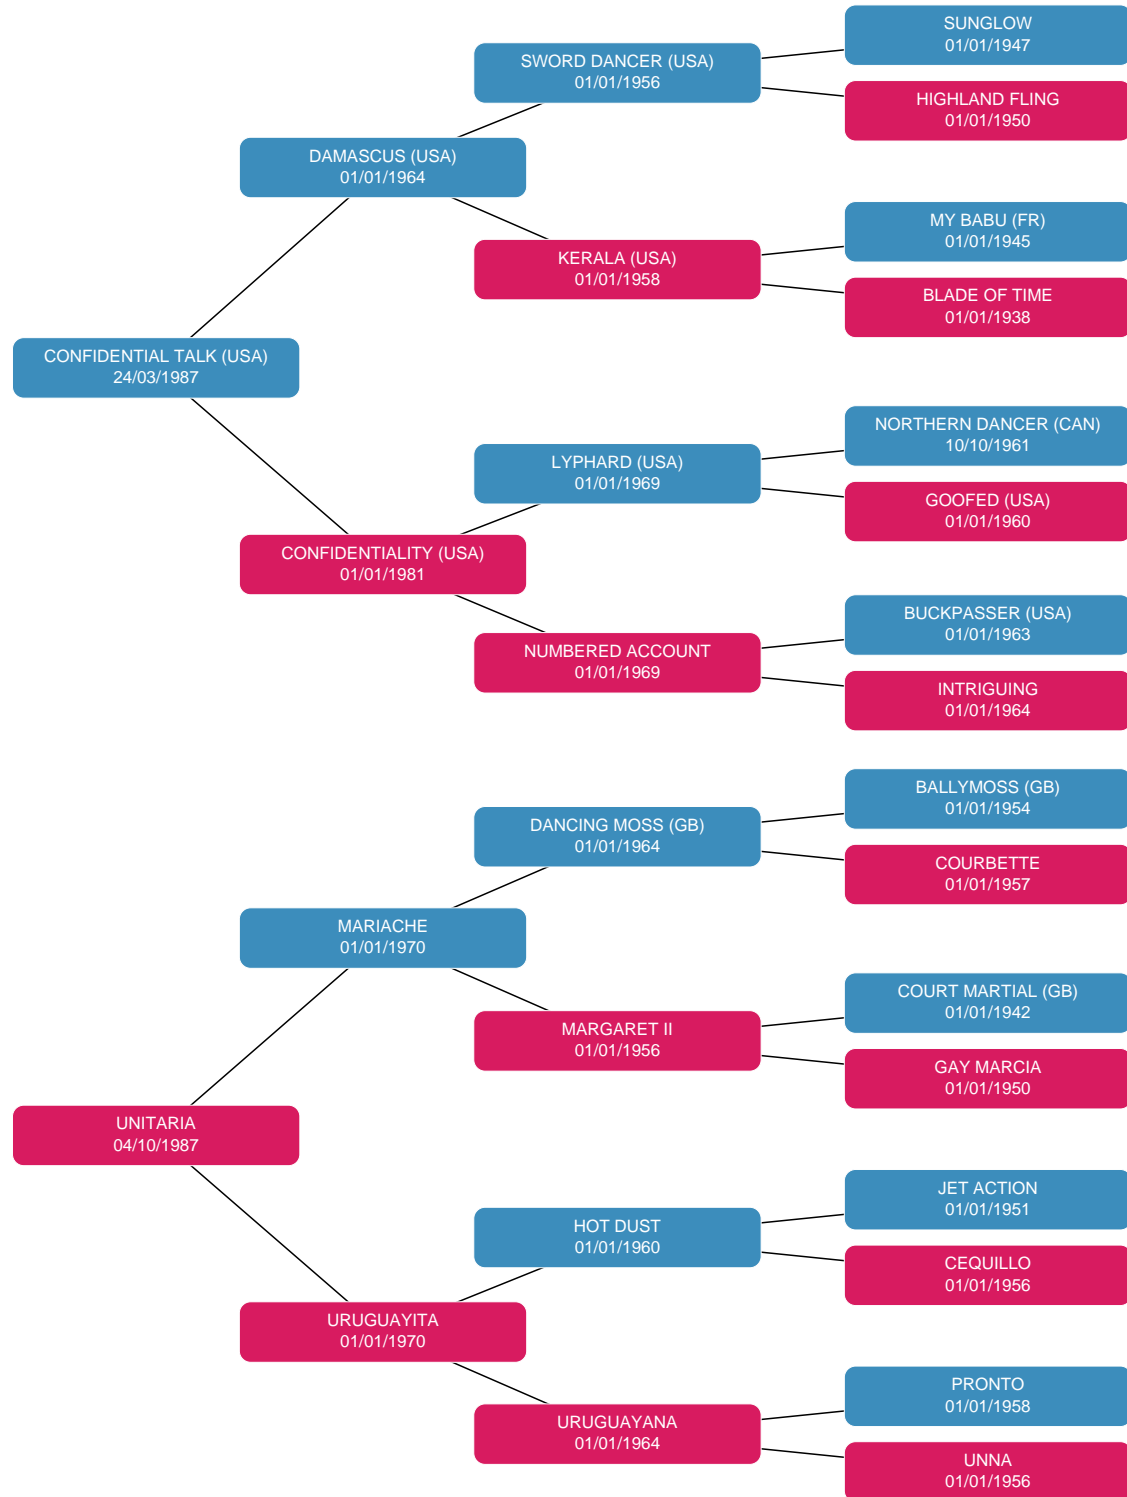 SUNGLOW
01/01/1947
SWORD DANCER (USA)
01/01/1956
HIGHLAND FLING
01/01/1950
DAMASCUS (USA)
01/01/1964
MY BABU (FR)
01/01/1945
KERALA (USA)
01/01/1958
BLADE OF TIME
01/01/1938
CONFIDENTIAL TALK (USA)
24/03/1987
NORTHERN DANCER (CAN)
10/10/1961
LYPHARD (USA)
01/01/1969
GOOFED (USA)
01/01/1960
CONFIDENTIALITY (USA)
01/01/1981
BUCKPASSER (USA)
01/01/1963
NUMBERED ACCOUNT
01/01/1969
INTRIGUING
01/01/1964
BALLYMOSS (GB)
01/01/1954
DANCING MOSS (GB)
01/01/1964
COURBETTE
01/01/1957
MARIACHE
01/01/1970
COURT MARTIAL (GB)
01/01/1942
MARGARET II
01/01/1956
GAY MARCIA
01/01/1950
UNITARIA
04/10/1987
JET ACTION
01/01/1951
HOT DUST
01/01/1960
CEQUILLO
01/01/1956
URUGUAYITA
01/01/1970
PRONTO
01/01/1958
URUGUAYANA
01/01/1964
UNNA
01/01/1956